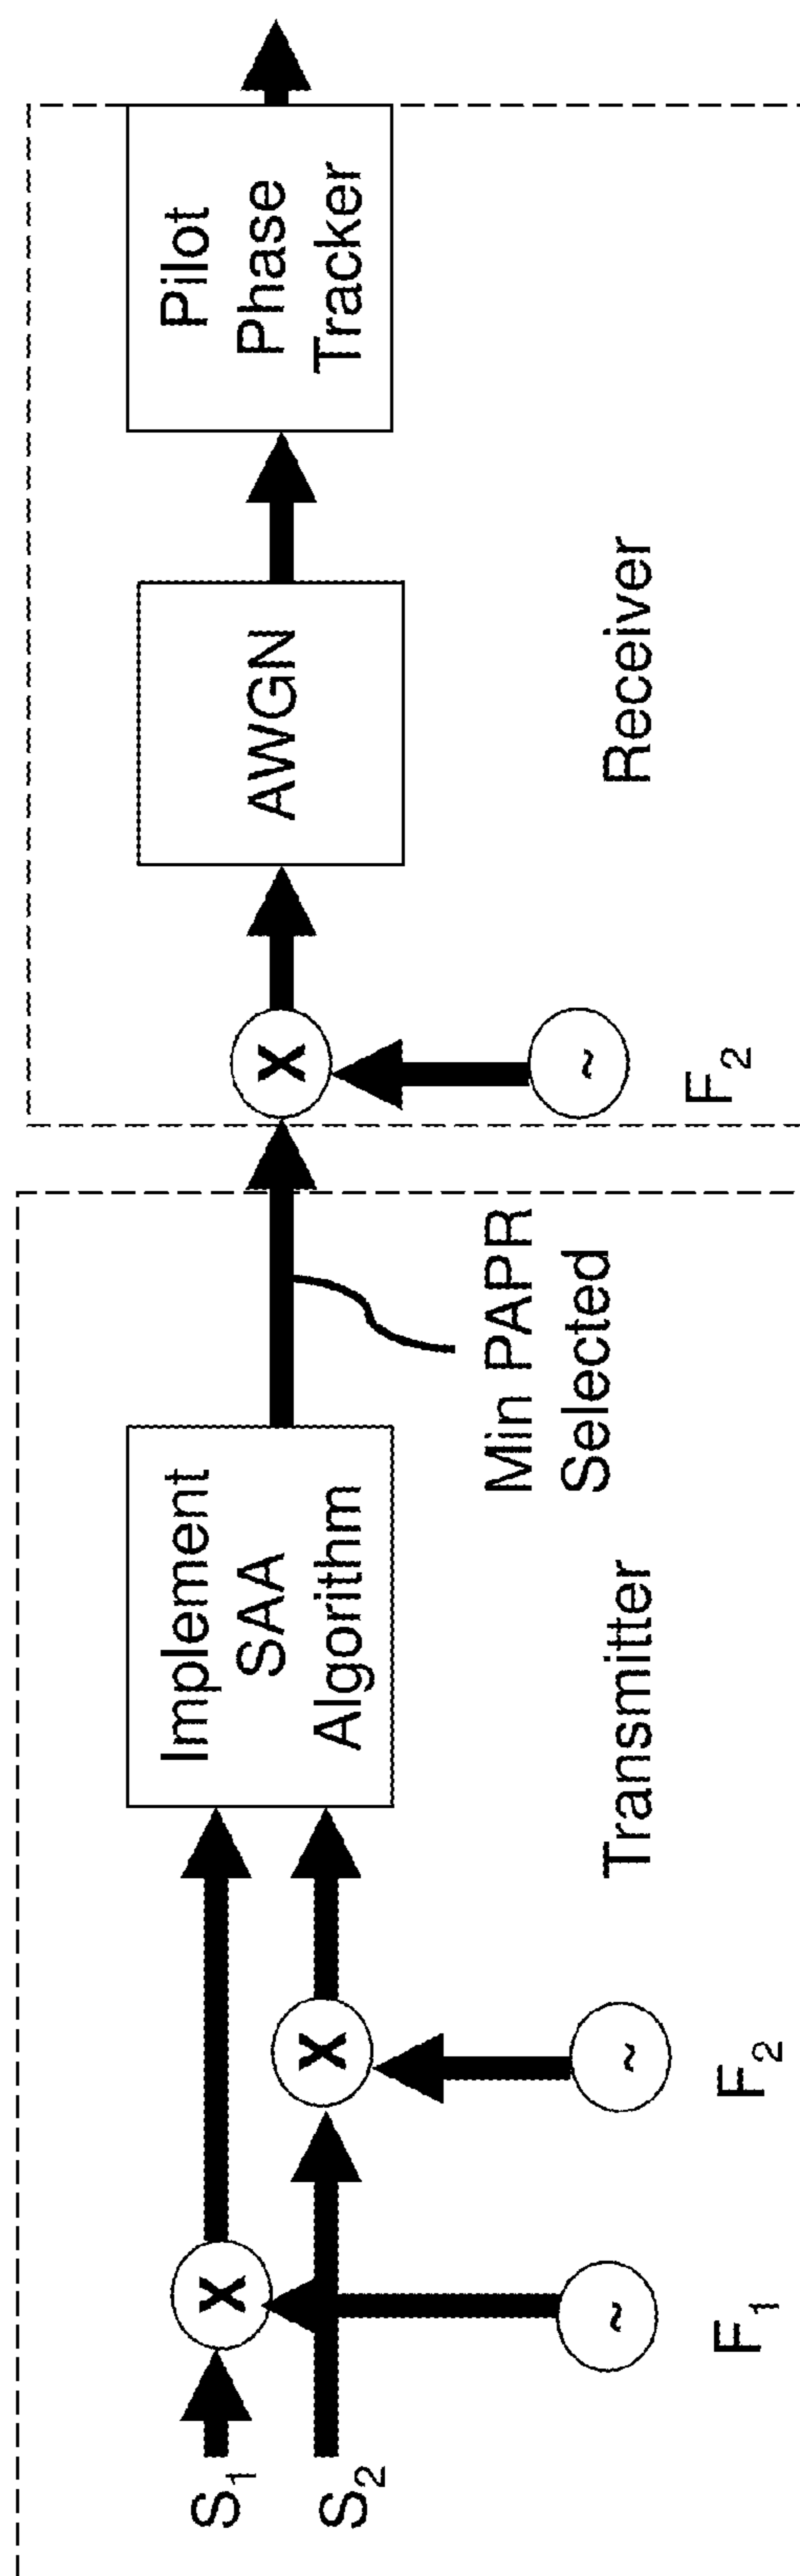 S1
S2
X
X
~
F1
~
F2
Implement
SAA
Algorithm
Min PAPR
Selected
Transmitter
X
~
F2
AWGN
Pilot
Phase
Tracker
Receiver